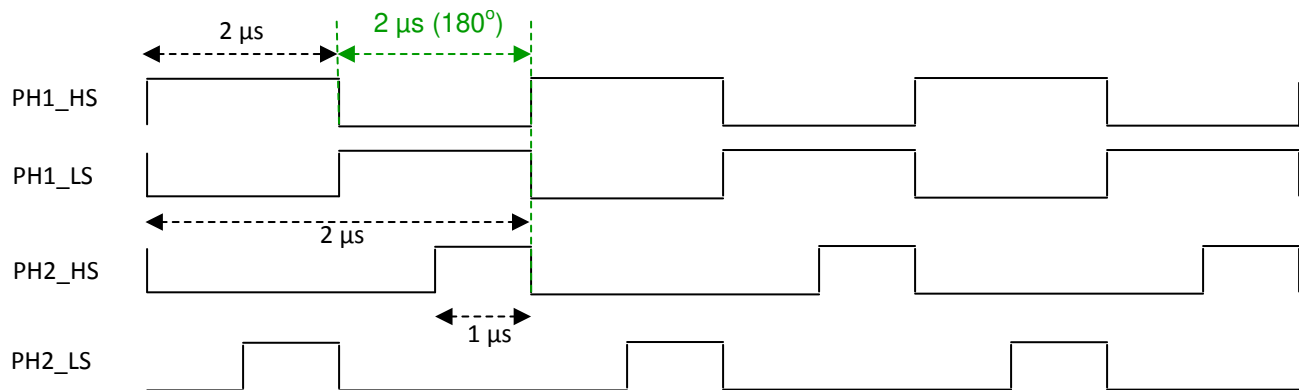 2 µs
2 µs (180°)
PH1_HS
PH1_LS
2 µs
PH2_HS
1 µs
PH2_LS